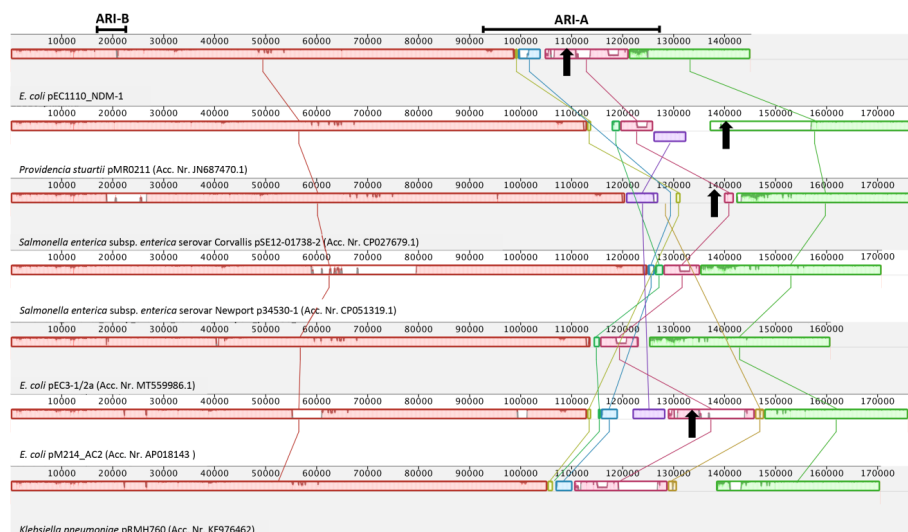 ARI-B ARI-A
10000 20000 30000 40000 50000 60000 70000 80000 90000 100000 110000 120000 130000 140000
E. coli pEC1110_NDM-1
10000 20000 30000 40000 50000 60000 70000 80000 90000 100000 110000 120000 130000 140000 150000 160000 170000
Providencia stuartii pMR0211 (Acc. Nr. JN687470.1)
10000 20000 30000 40000 50000 60000 70000 80000 90000 100000 110000 120000 130000 140000 150000 160000 170000
Salmonella enterica subsp. enterica serovar Corvallis pSE12-01738-2 (Acc. Nr. CP027679.1)
10000 20000 30000 40000 50000 60000 70000 80000 90000 100000 110000 120000 130000 140000 150000 160000 170000
Salmonella enterica subsp. enterica serovar Newport p34530-1 (Acc. Nr. CP051319.1)
10000 20000 30000 40000 50000 60000 70000 80000 90000 100000 110000 120000 130000 140000 150000 160000
E. coli pEC3-1/2a (Acc. Nr. MT559986.1)
10000 20000 30000 40000 50000 60000 70000 80000 90000 100000 110000 120000 130000 140000 150000 160000 170000
E. coli pM214_AC2 (Acc. Nr. AP018143 )
10000 20000 30000 40000 50000 60000 70000 80000 90000 100000 110000 120000 130000 140000 150000 160000 170000
Klebsiella pneumoniae pRMH760 (Acc. Nr. KF976462)